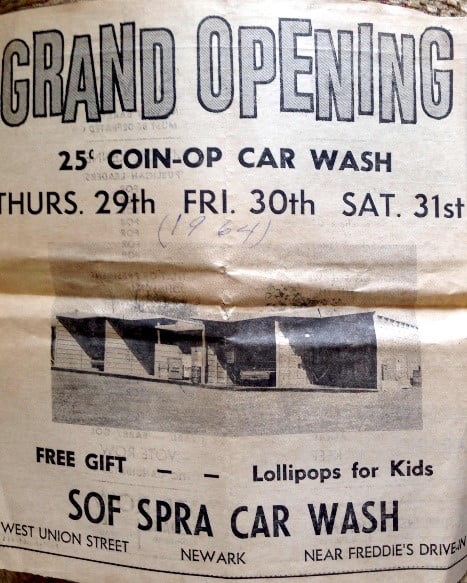 GRAND OPENING
25¢ COIN-OP CAR WASH
THURS. 29th FRI. 30th SAT. 31st
(1964)
FREE GIFT — — Lollipops for Kids
SOF SPRA CAR WASH
WEST UNION STREET NEWARK NEAR FREDDIE'S DRIVE-IN